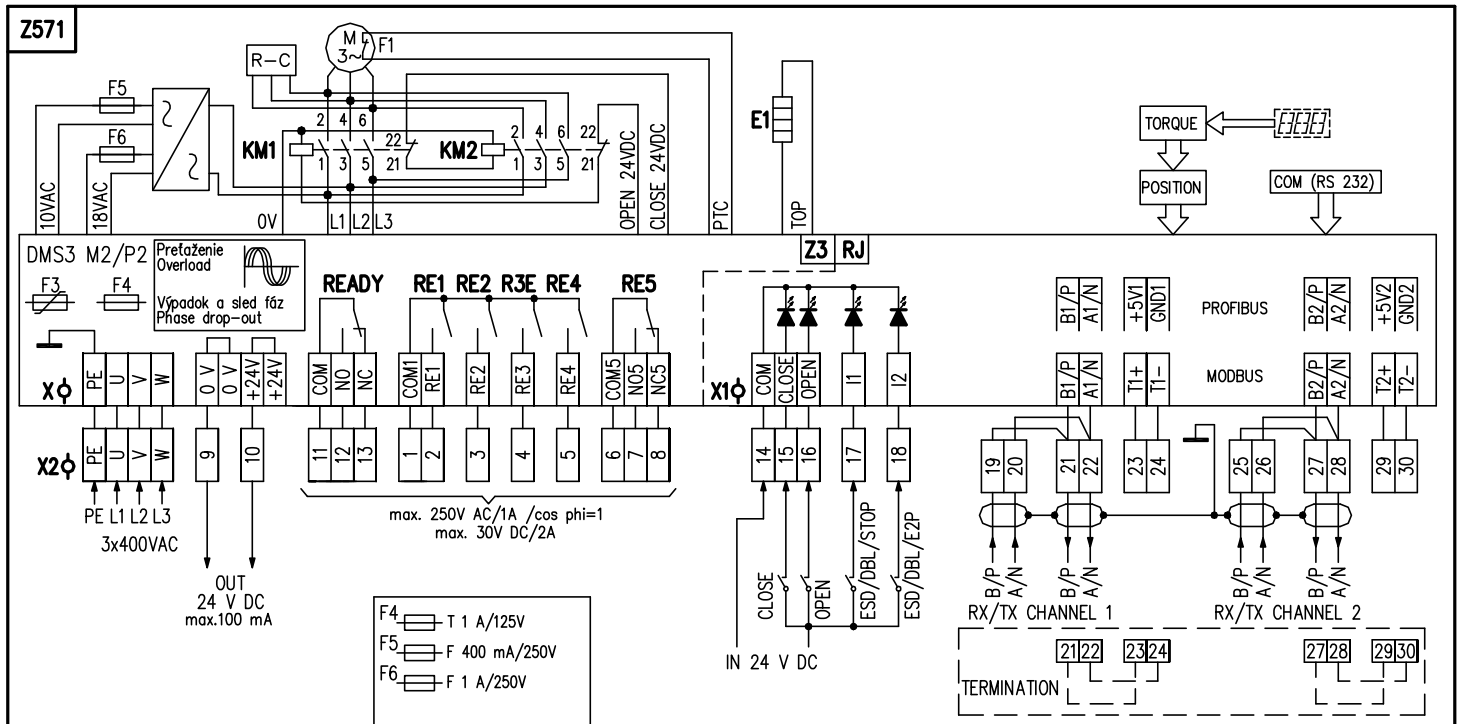 Z571
M
3~
F1
R-C
F5
F6
KM1
2 4 6
1 3 5
22
21
KM2
2 4 6 22
1 3 5 21
E1
TORQUE
POSITION
COM (RS 232)
10VAC
18VAC
0V
L1 L2 L3
OPEN 24VDC
CLOSE 24VDC
PTC
TOP
DMS3 M2/P2
F3
F4
Preťaženie
Overload
Výpadok a sled fáz
Phase drop-out
READY
RE1 RE2 R3E RE4
RE5
Z3 RJ
B1/P
A1/N
+5V1
GND1
PROFIBUS
B2/P
A2/N
+5V2
GND2
X
PE U V W
0 V
0 V
+24V
+24V
COM NO NC
COM1 RE1 RE2 RE3 RE4
COM5 NO5 NC5
X1
COM CLOSE OPEN I1 I2
B1/P
A1/N
T1+
T1-
MODBUS
B2/P
A2/N
T2+
T2-
X2
PE U V W
9 10
11 12 13
1 2 3 4 5
6 7 8
14 15 16 17 18
19 20 21 22 23 24
25 26 27 28 29 30
PE L1 L2 L3
3x400VAC
OUT
24 V DC
max.100 mA
max. 250V AC/1A /cos phi=1
max. 30V DC/2A
F4 T 1 A/125V
F5 F 400 mA/250V
F6 F 1 A/250V
CLOSE
OPEN
ESD/DBL/STOP
ESD/DBL/E2P
IN 24 V DC
B/P A/N B/P A/N
RX/TX CHANNEL 1
B/P A/N B/P A/N
RX/TX CHANNEL 2
TERMINATION
21 22 23 24
27 28 29 30